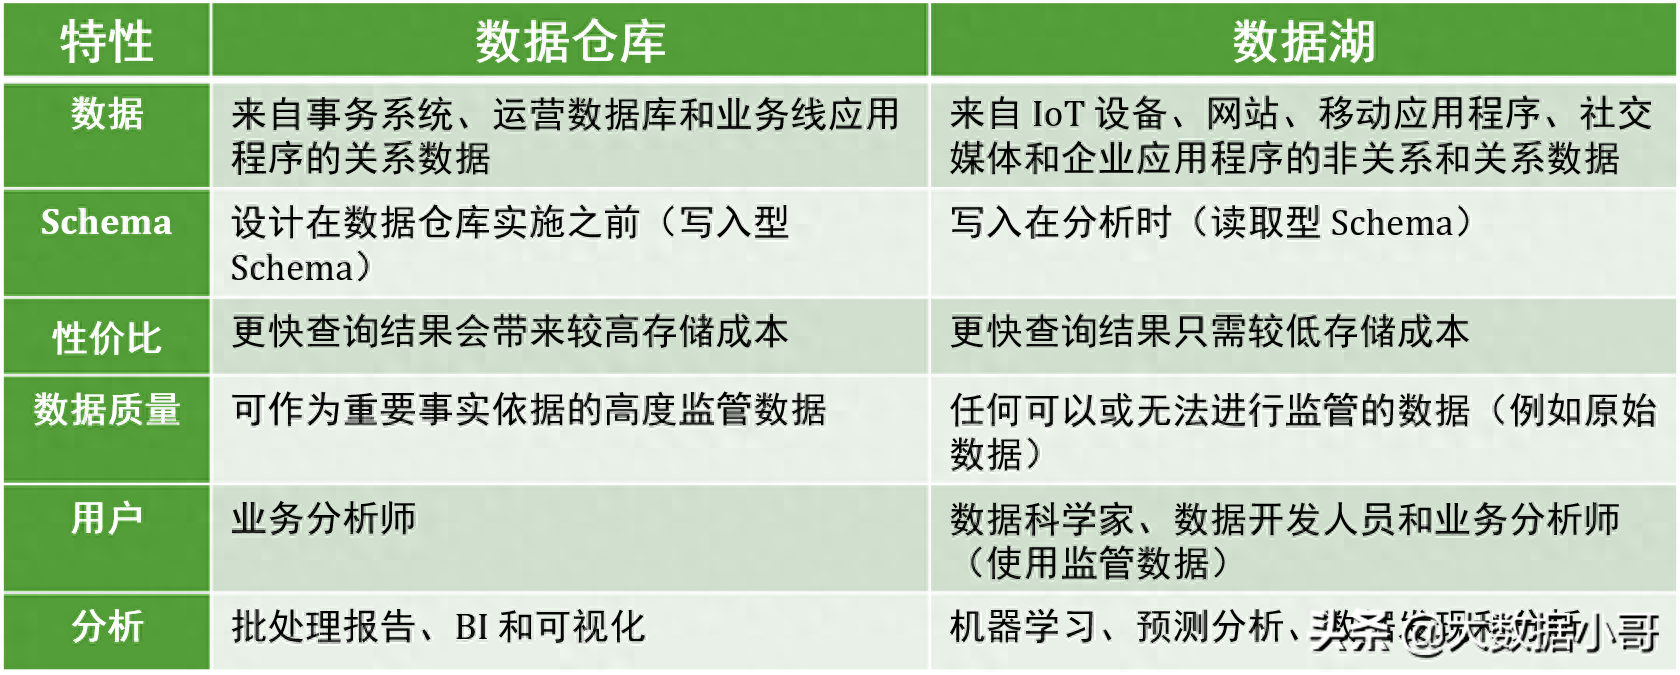 特性 数据仓库 数据湖
数据 来自事务系统、运营数据库和业务线应用 来自 IoT 设备、网站、移动应用程序、社交
程序的关系数据 媒体和企业应用程序的非关系和关系数据
Schema 设计在数据仓库实施之前（写入型 写入在分析时（读取型 Schema）
Schema）
性价比 更快查询结果会带来较高存储成本 更快查询结果只需较低存储成本
数据质量 可作为重要事实依据的高度监管数据 任何可以或无法进行监管的数据（例如原始
数据）
用户 业务分析师 数据科学家、数据开发人员和业务分析师
（使用监管数据）
分析 批处理报告、BI 和可视化 机器学习、预测分析、
头条 @大数据小哥